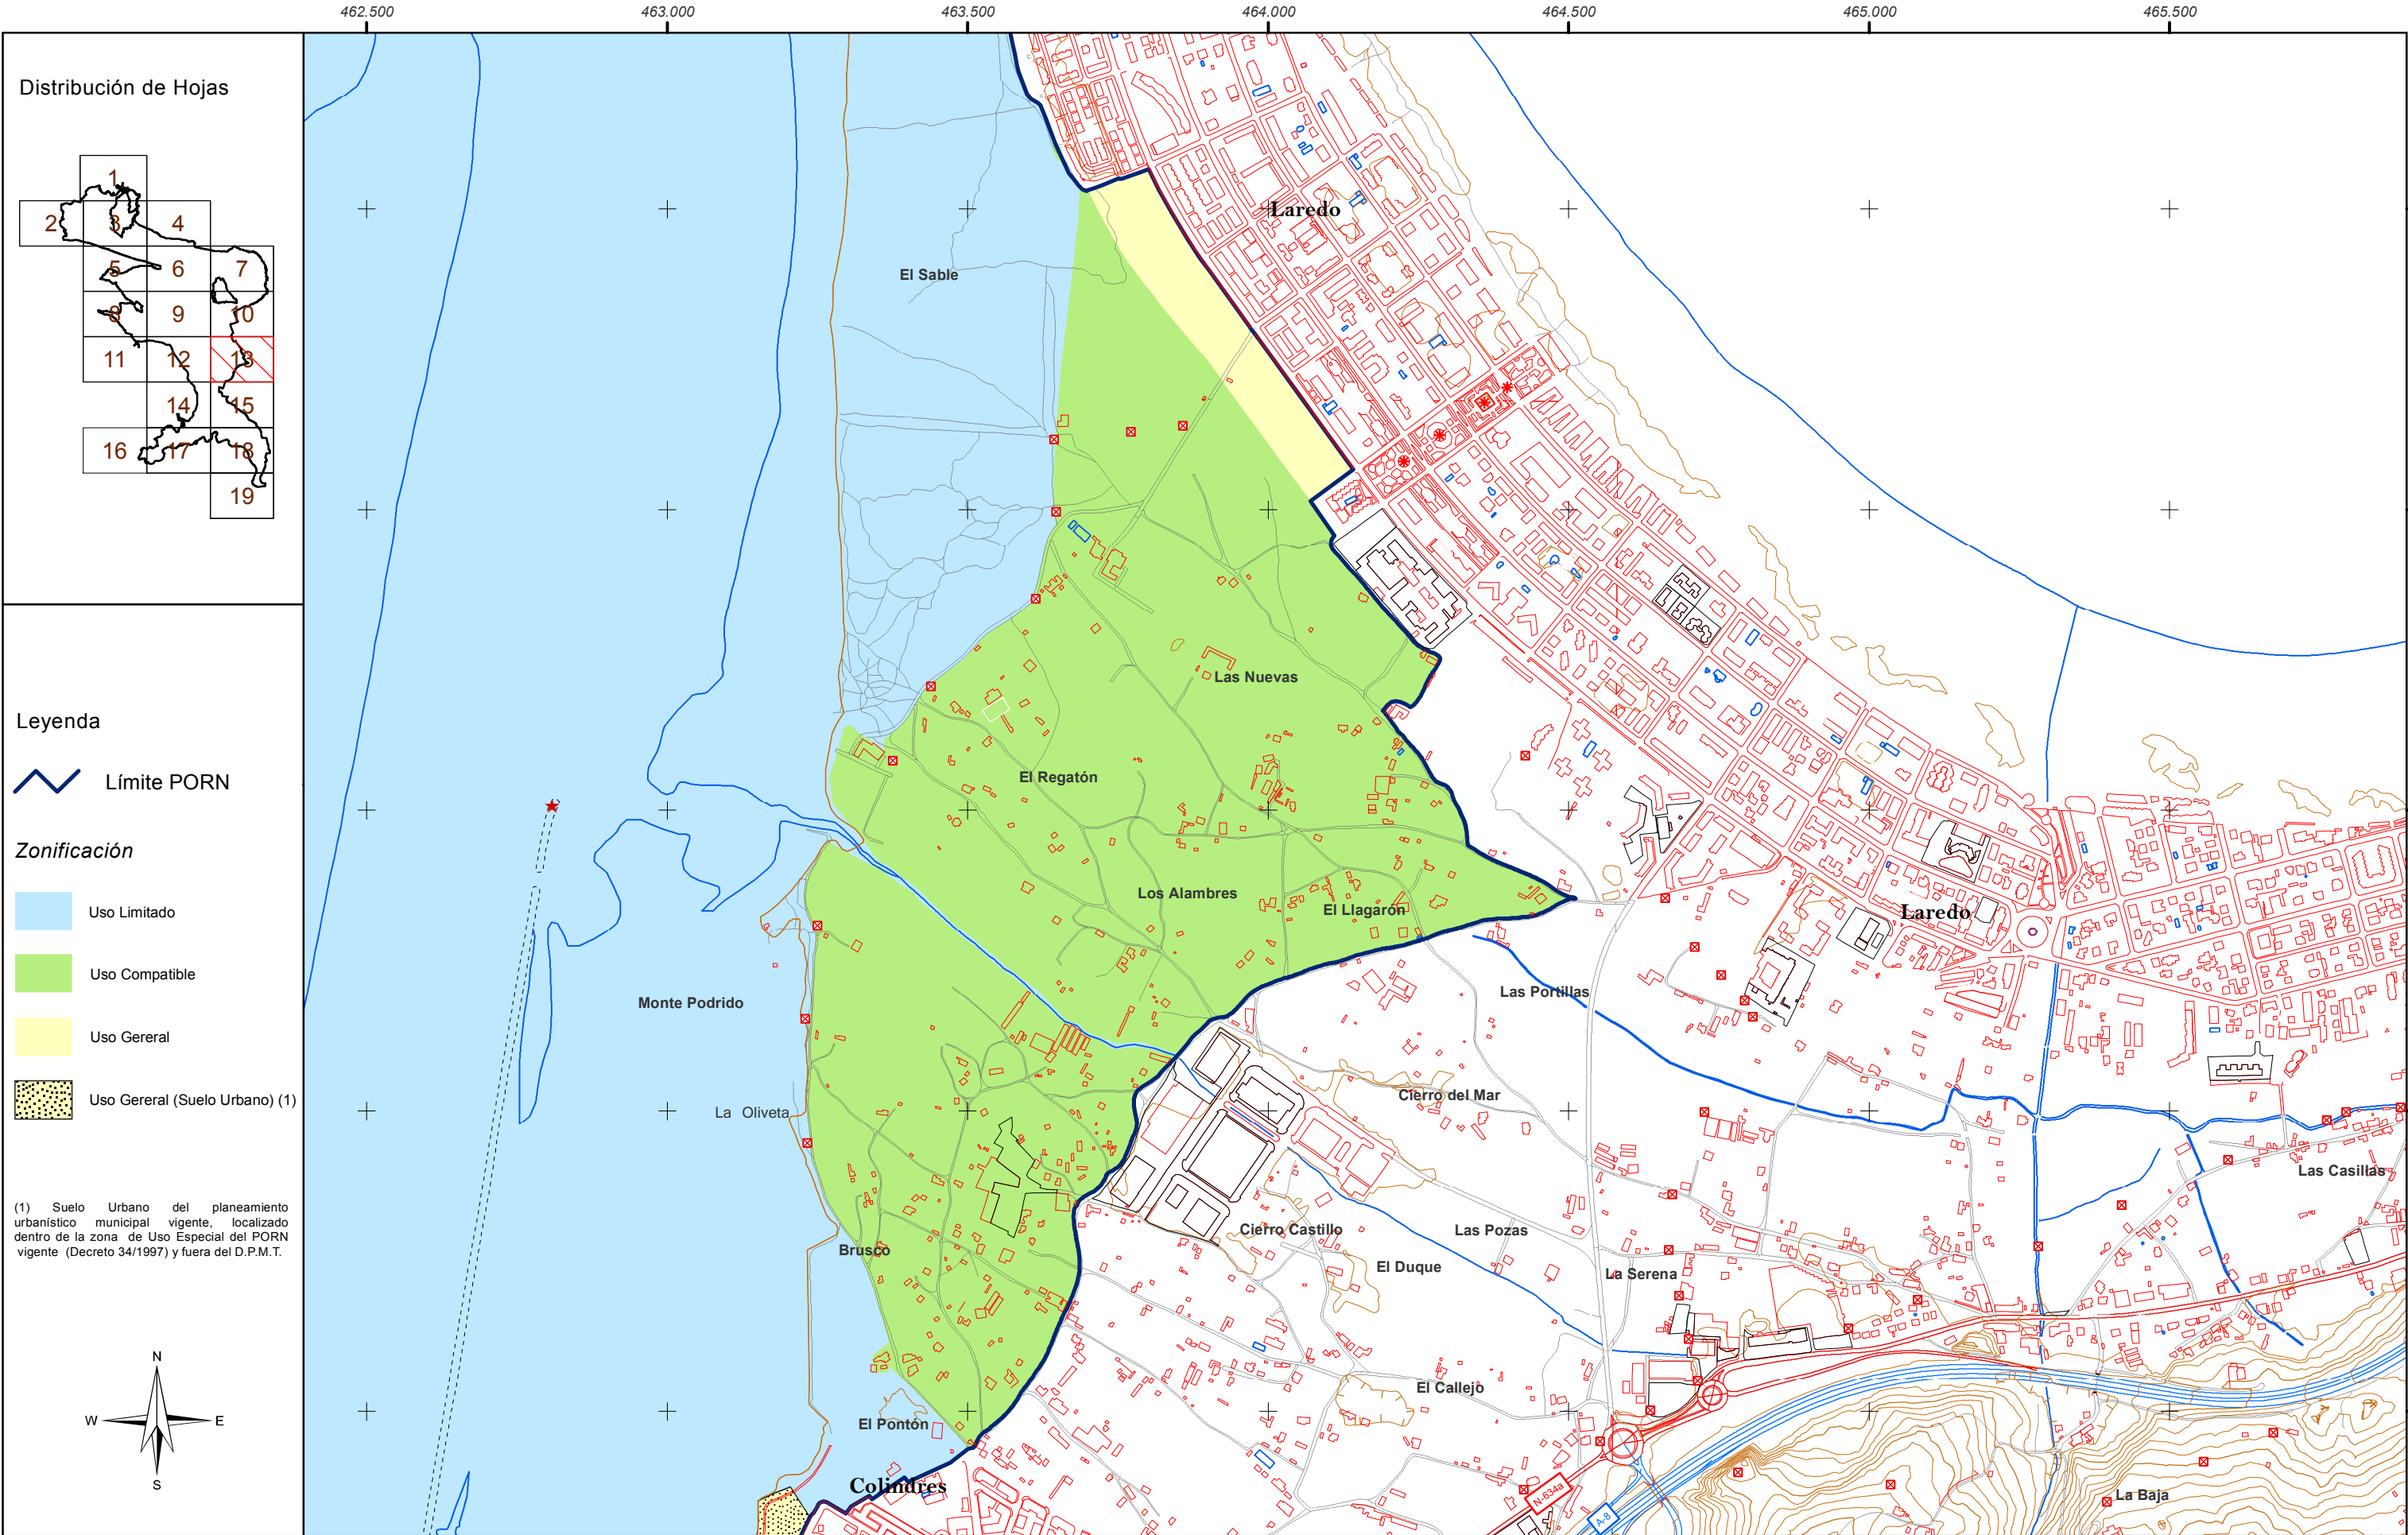 462.500 463.000 463.500 464.000 464.500 465.000 465.500
Distribución de Hojas
1
2 3 4
5 6 7
8 9 10
11 12 13
14 15
16 17 18
19
Leyenda
Límite PORN
Zonificación
Uso Limitado
Uso Compatible
Uso Gereral
Uso Gereral (Suelo Urbano) (1)
(1) Suelo Urbano del planeamiento
urbanístico municipal vigente, localizado
dentro de la zona de Uso Especial del PORN
vigente (Decreto 34/1997) y fuera del D.P.M.T.
N
W E
S
Laredo
El Sable
Las Nuevas
El Regatón
Los Alambres
El Llagarón
Laredo
Las Portillas
Monte Podrido
Cierro del Mar
La Oliveta
Las Casillas
Cierro Castillo
Las Pozas
Brusco
El Duque
La Serena
El Callejo
El Pontón
Colindres
N-634a
La Baja
A-8